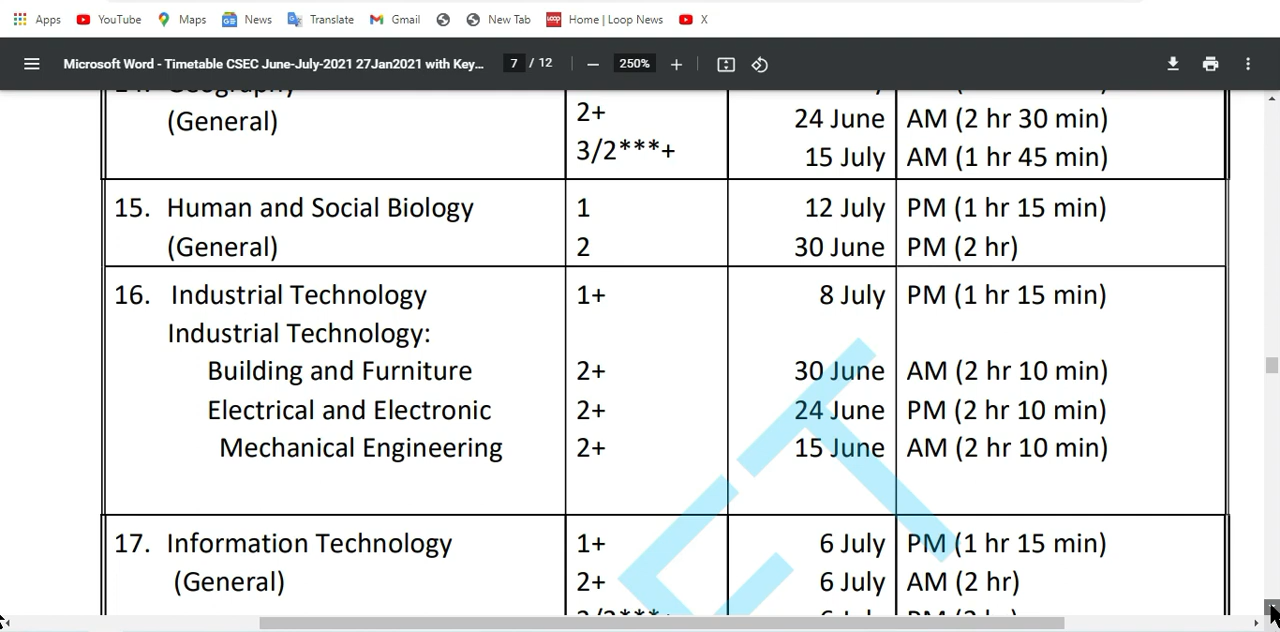 Apps YouTube Maps News Translate Gmail New Tab Home | Loop News X
Microsoft Word - Timetable CSEC June-July-2021 27Jan2021 with Key... 7 / 12 250%
14. Geography
(General) 2+ 24 June AM (2 hr 30 min)
3/2***+ 15 July AM (1 hr 45 min)
15. Human and Social Biology 1 12 July PM (1 hr 15 min)
(General) 2 30 June PM (2 hr)
16. Industrial Technology 1+ 8 July PM (1 hr 15 min)
Industrial Technology:
Building and Furniture 2+ 30 June AM (2 hr 10 min)
Electrical and Electronic 2+ 24 June PM (2 hr 10 min)
Mechanical Engineering 2+ 15 June AM (2 hr 10 min)
17. Information Technology 1+ 6 July PM (1 hr 15 min)
(General) 2+ 6 July AM (2 hr)